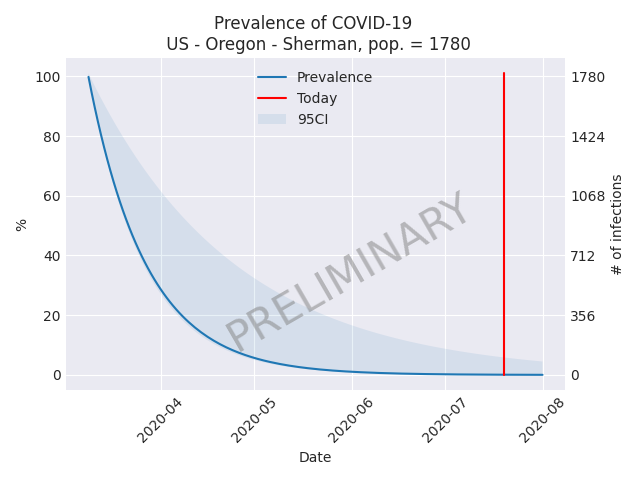 Prevalence of COVID-19
US - Oregon - Sherman, pop. = 1780
Prevalence
Today
95CI
100
80
60
40
20
0
%
1780
1424
1068
712
356
0
# of infections
PRELIMINARY
2020-04
2020-05
2020-06
2020-07
2020-08
Date